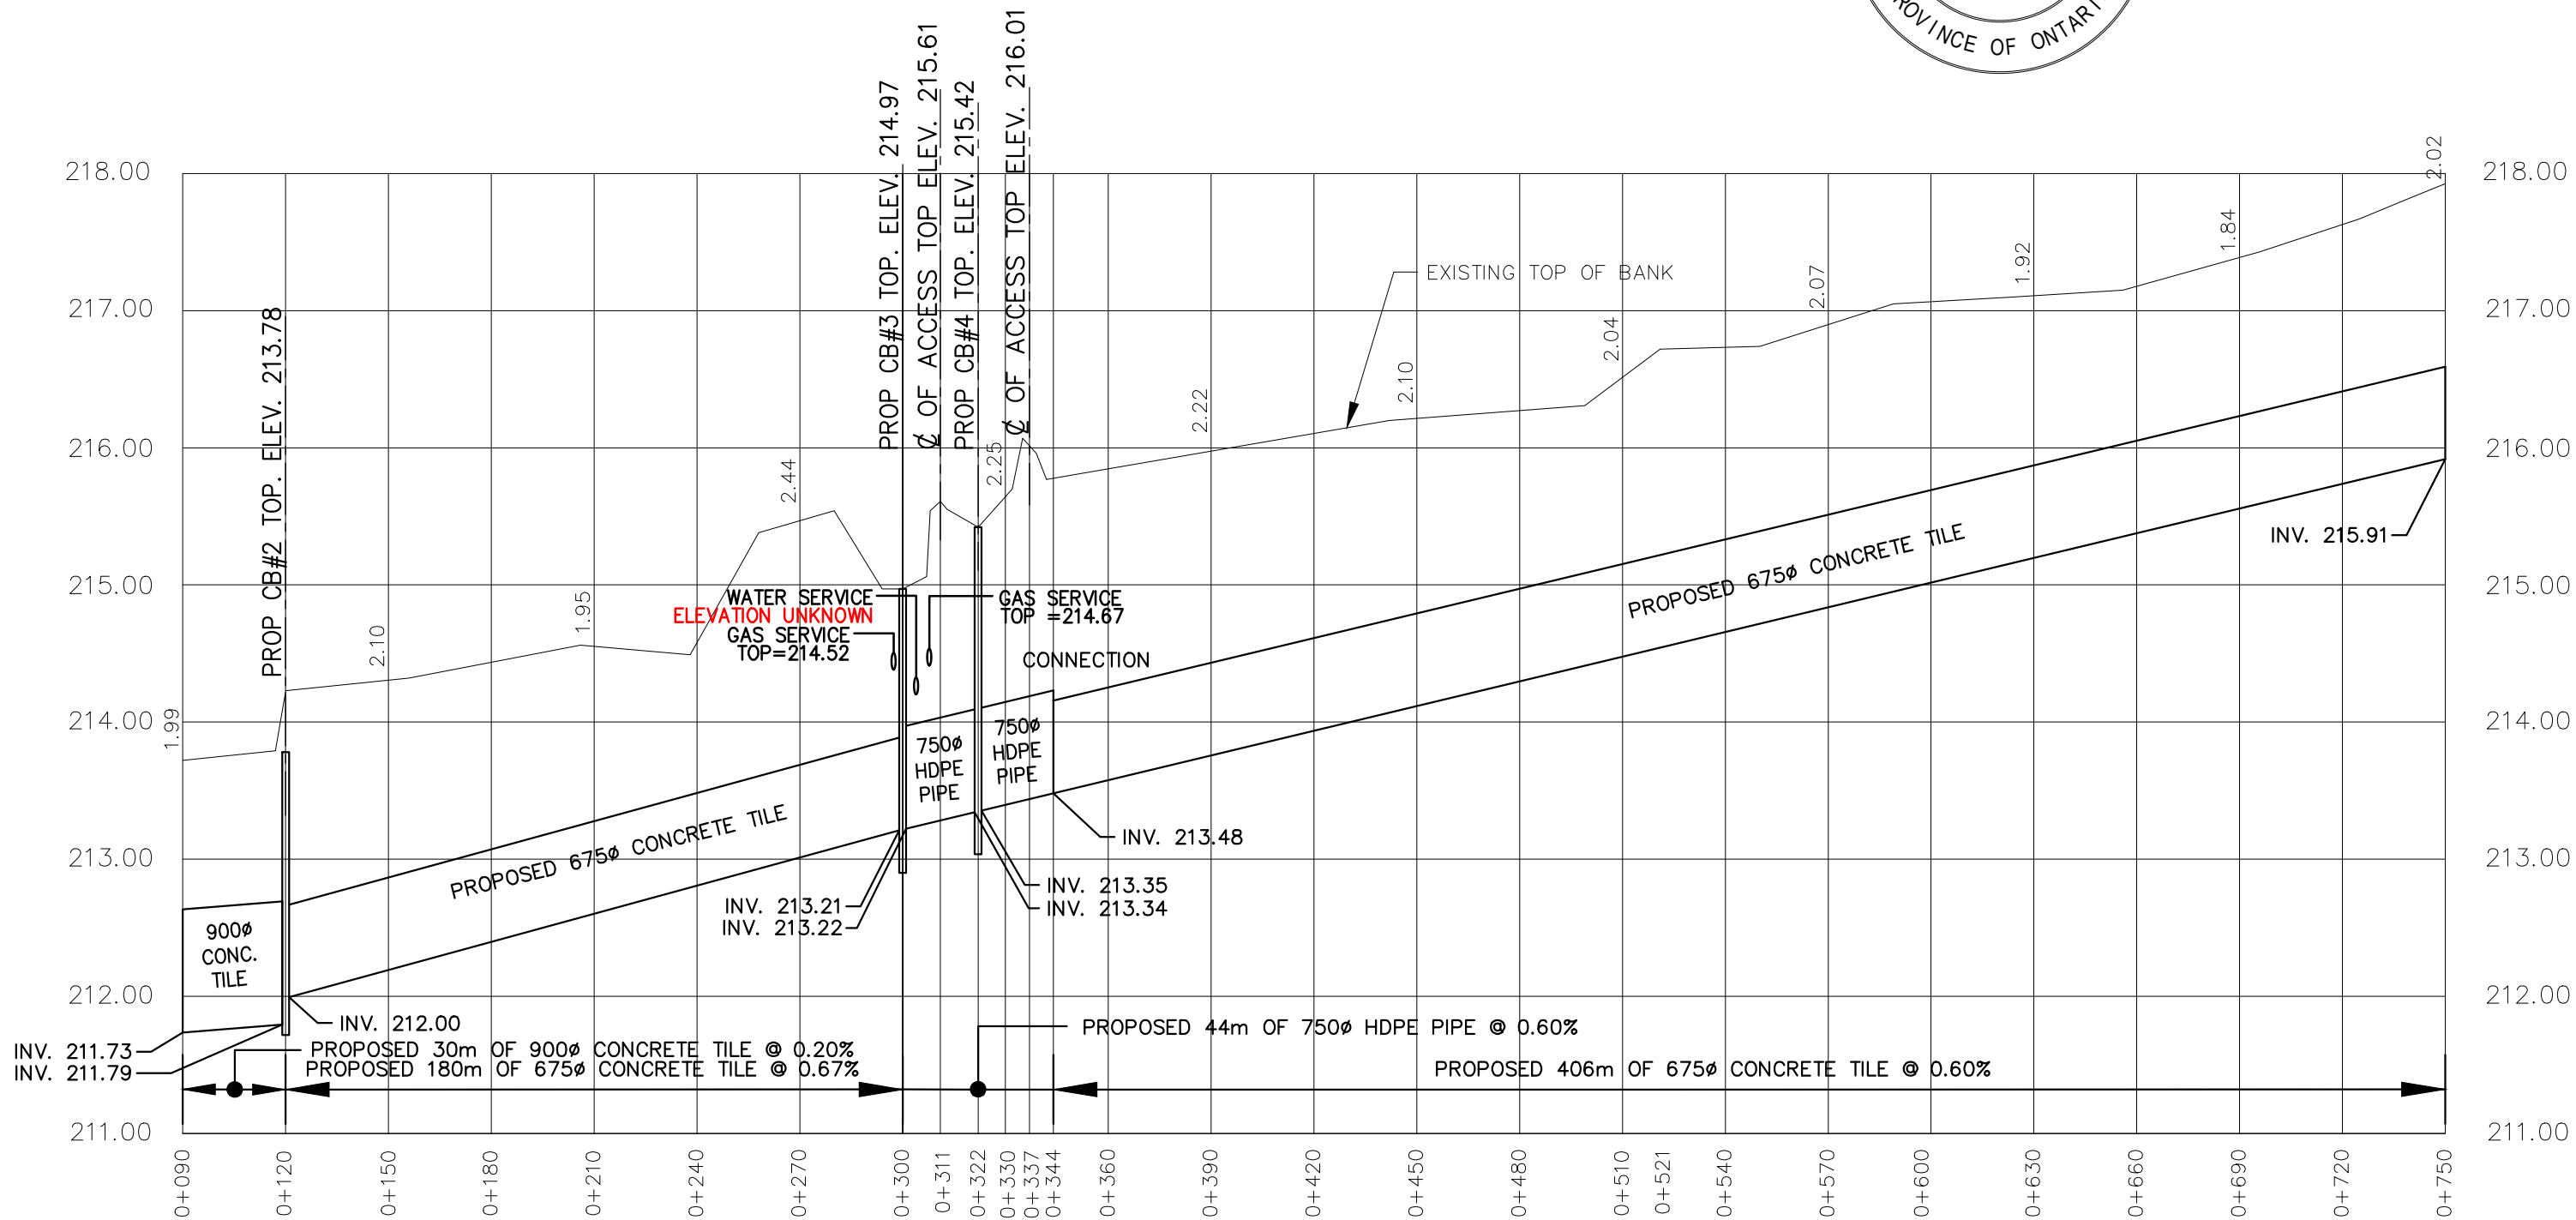 PROVINCE OF ONTARI
PROP CB#2 TOP. ELEV. 213.78
PROP CB#3 TOP. ELEV. 214.97
℄ OF ACCESS TOP ELEV. 215.61
PROP CB#4 TOP. ELEV. 215.42
℄ OF ACCESS TOP ELEV. 216.01
218.00
217.00
216.00
215.00
214.00
213.00
212.00
211.00
218.00
217.00
216.00
215.00
214.00
213.00
212.00
211.00
1.99
2.10
1.95
2.44
2.25
2.22
2.10
2.04
2.07
1.92
1.84
2.02
EXISTING TOP OF BANK
WATER SERVICE
ELEVATION UNKNOWN
GAS SERVICE
TOP=214.52
GAS SERVICE
TOP =214.67
CONNECTION
PROPOSED 675ø CONCRETE TILE
INV. 215.91
750ø
HDPE
PIPE
750ø
HDPE
PIPE
PROPOSED 675ø CONCRETE TILE
INV. 213.48
INV. 213.35
INV. 213.34
INV. 213.21
INV. 213.22
900ø
CONC.
TILE
INV. 212.00
INV. 211.73
INV. 211.79
PROPOSED 30m OF 900ø CONCRETE TILE @ 0.20%
PROPOSED 180m OF 675ø CONCRETE TILE @ 0.67%
PROPOSED 44m OF 750ø HDPE PIPE @ 0.60%
PROPOSED 406m OF 675ø CONCRETE TILE @ 0.60%
0+090
0+120
0+150
0+180
0+210
0+240
0+270
0+300
0+311
0+322
0+330
0+337
0+344
0+360
0+390
0+420
0+450
0+480
0+510
0+521
0+540
0+570
0+600
0+630
0+660
0+690
0+720
0+750